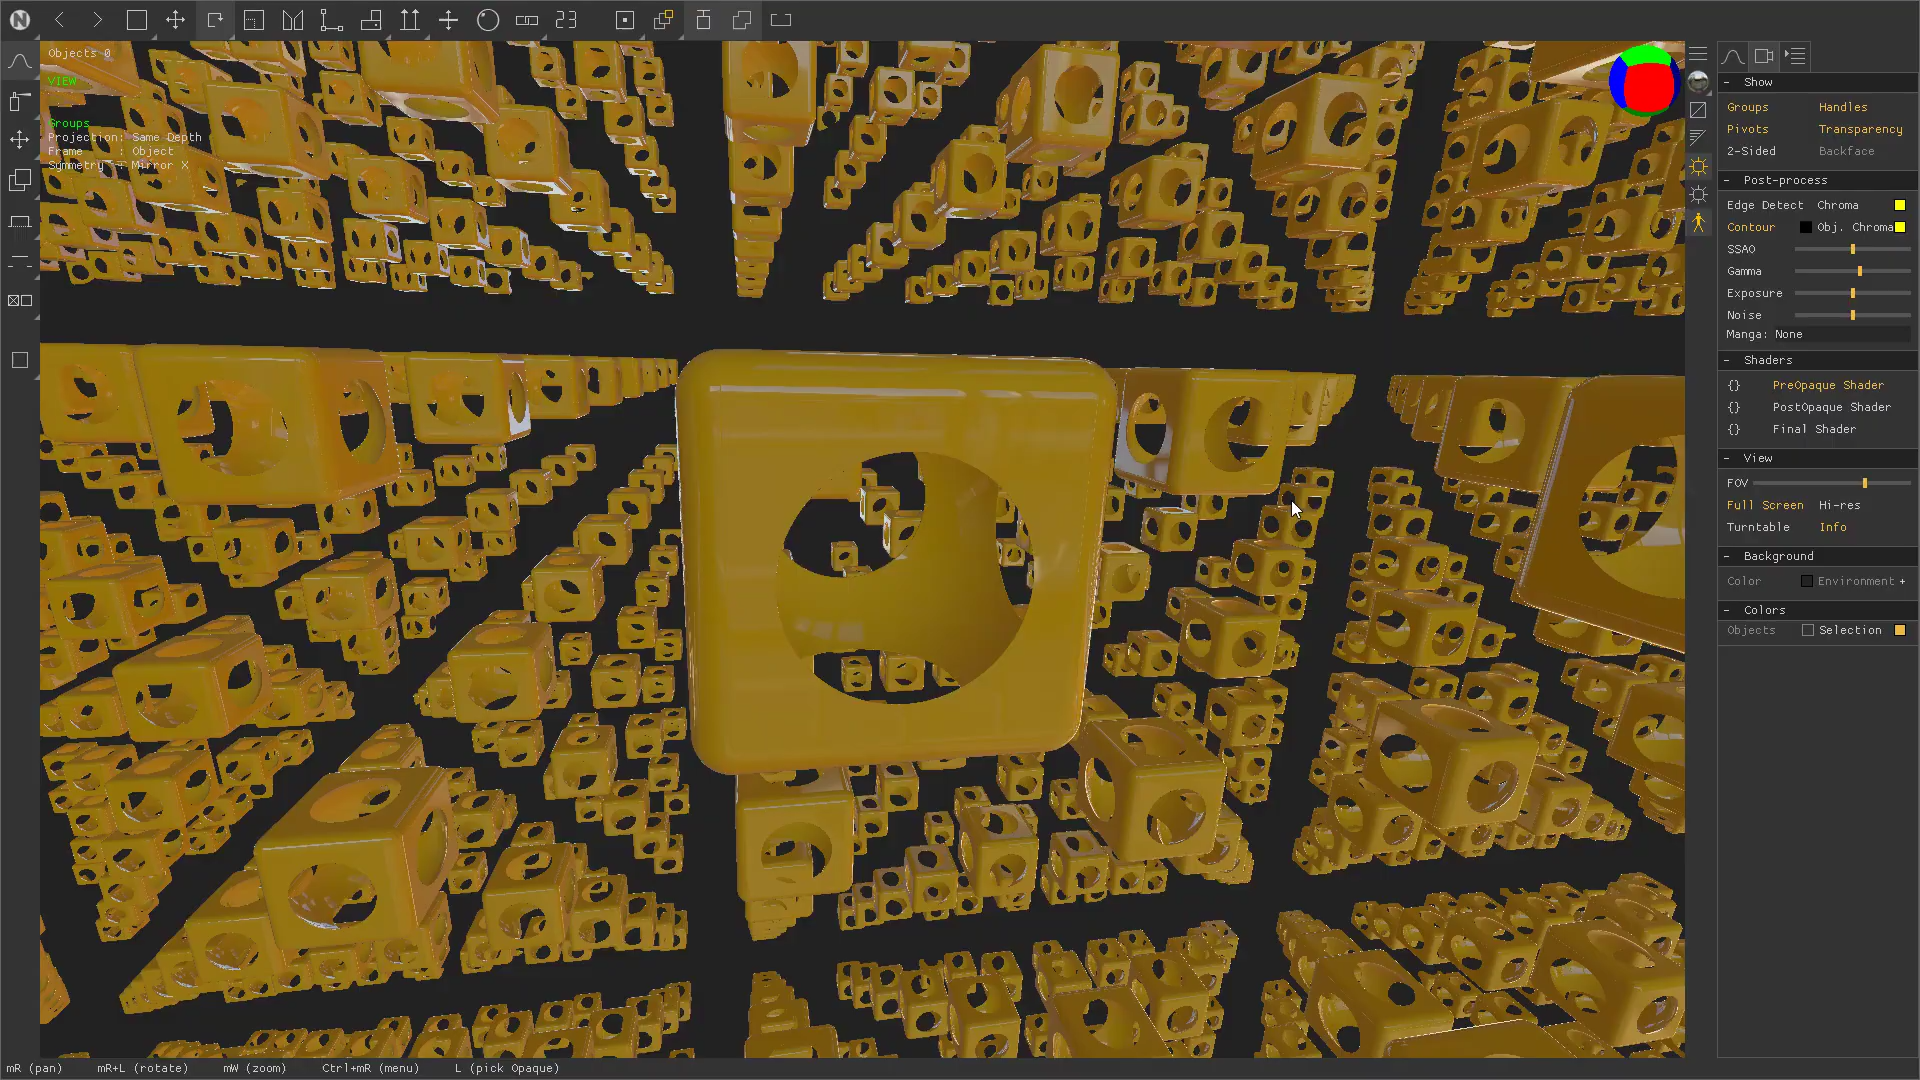 23
Objects 0
VIEW
Groups
Projection: Same Depth
Frame : Object
Symetry + Mirror X
- Show
Groups Handles
Pivots Transparency
2-Sided Backface
- Post-process
Edge Detect Chroma
Contour Obj. Chroma
SSAO
Gamma
Exposure
Noise
Manga: None
- Shaders
{} PreOpaque Shader
{} PostOpaque Shader
{} Final Shader
- View
FOV
Full Screen Hi-res
Turntable Info
- Background
Color Environment +
- Colors
Objects Selection
mR (pan) mR+L (rotate) mW (zoom) Ctrl+mR (menu) L (pick Opaque)